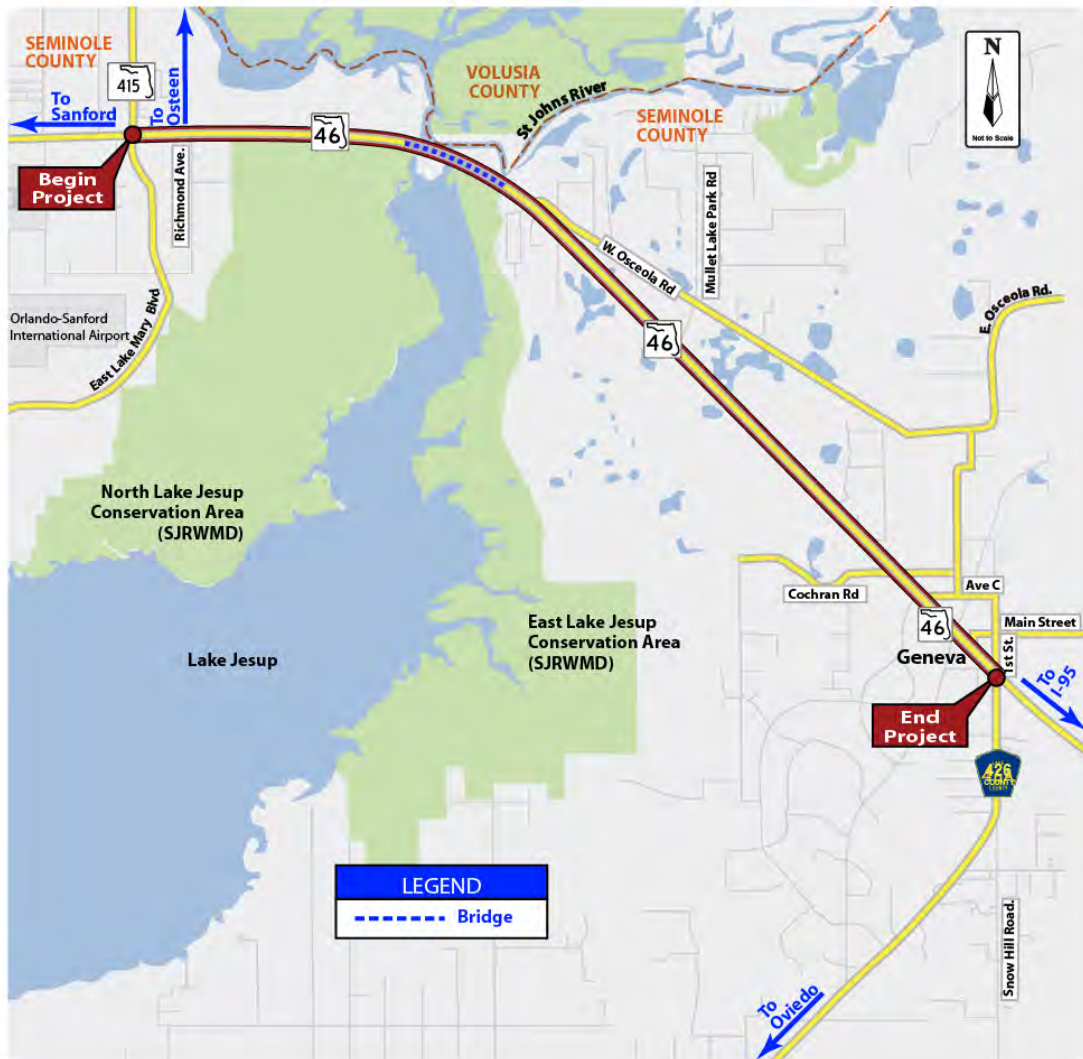 SEMINOLE
COUNTY
415
To
Sanford
To
Osteen
N
Not to Scale
VOLUSIA
COUNTY
St Johns River
SEMINOLE
COUNTY
46
Begin
Project
Richmond Ave.
Mullet Lake Park Rd
W. Osceola Rd
E. Osceola Rd.
Orlando-Sanford
International Airport
East Lake Mary Blvd
46
North Lake Jesup
Conservation Area
(SJRWMD)
Cochran Rd
Ave C
46
Main Street
1st St.
East Lake Jesup
Conservation Area
(SJRWMD)
Lake Jesup
Geneva
To
I-95
End
Project
426
COUNTY
LEGEND
Bridge
Snow Hill Road.
To
Oviedo